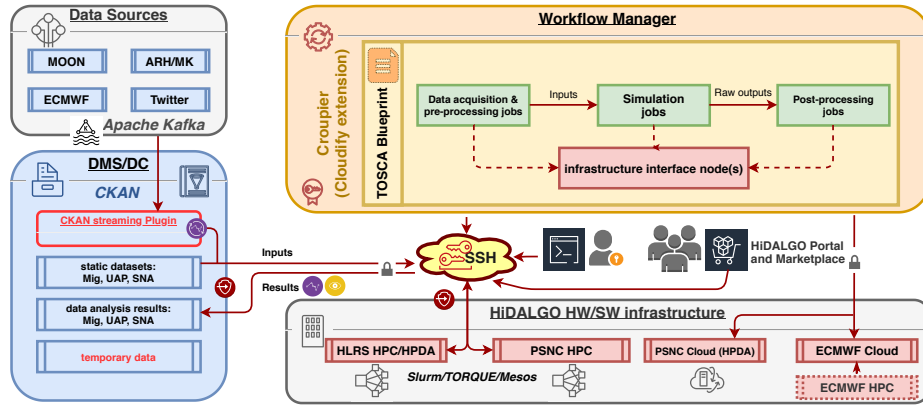 Data Sources
MOON
ARH/MK
ECMWF
Twitter
Apache Kafka
DMS/DC
CKAN
CKAN streaming Plugin
static datasets:
Mig, UAP, SNA
data analysis results:
Mig, UAP, SNA
temporary data
Inputs
Results
Workflow Manager
Croupier
(Cloudify extension)
TOSCA Blueprint
Data acquisition &
pre-processing jobs
Inputs
Simulation
jobs
Raw outputs
Post-processing
jobs
infrastructure interface node(s)
SSH
HiDALGO Portal
and Marketplace
HiDALGO HW/SW infrastructure
HLRS HPC/HPDA
PSNC HPC
PSNC Cloud (HPDA)
ECMWF Cloud
Slurm/TORQUE/Mesos
ECMWF HPC